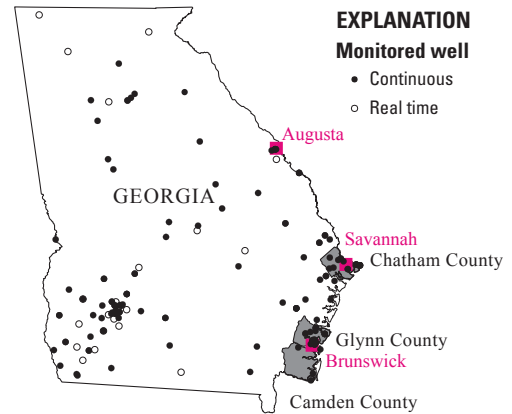 EXPLANATION
Monitored well
Continuous
Real time
Augusta
GEORGIA
Savannah
Chatham County
Glynn County
Brunswick
Camden County